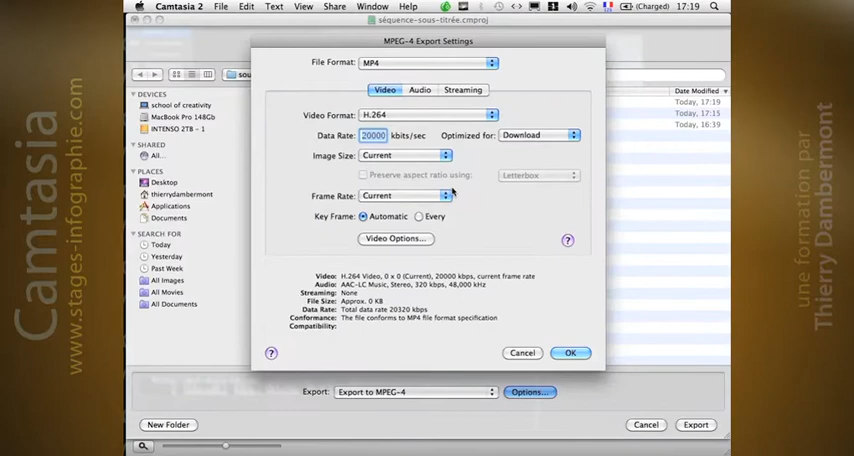 Camtasia 2 File Edit Text View Share Window Help (Charged) 17:19
séquence-sous-titrée.cmproj
MPEG-4 Export Settings
File Format: MP4
sou
Video Audio Streaming
DEVICES
school of creativity
MacBook Pro 148Gb
INTENSO 2TB - 1
SHARED
All...
PLACES
Desktop
thierrydambermont
Applications
Documents
SEARCH FOR
Today
Yesterday
Past Week
All Images
All Movies
All Documents
Date Modified
Today, 17:19
Today, 17:15
Today, 16:39
Video Format: H.264
Data Rate: 20000 kbits/sec Optimized for: Download
Image Size: Current
Preserve aspect ratio using: Letterbox
Frame Rate: Current
Key Frame: Automatic Every
Video Options... ?
Video: H.264 Video, 0 x 0 (Current), 20000 kbps, current frame rate
Audio: AAC-LC Music, Stereo, 320 kbps, 48,000 kHz
Streaming: None
File Size: Approx. 0 KB
Data Rate: Total data rate 20320 kbps
Conformance: The file conforms to MP4 file format specification
Compatibility:
? Cancel OK
Export: Export to MPEG-4 Options...
New Folder Cancel Export
Camtasia
www.stages-infographie.com
une formation par
Thierry Dambermont